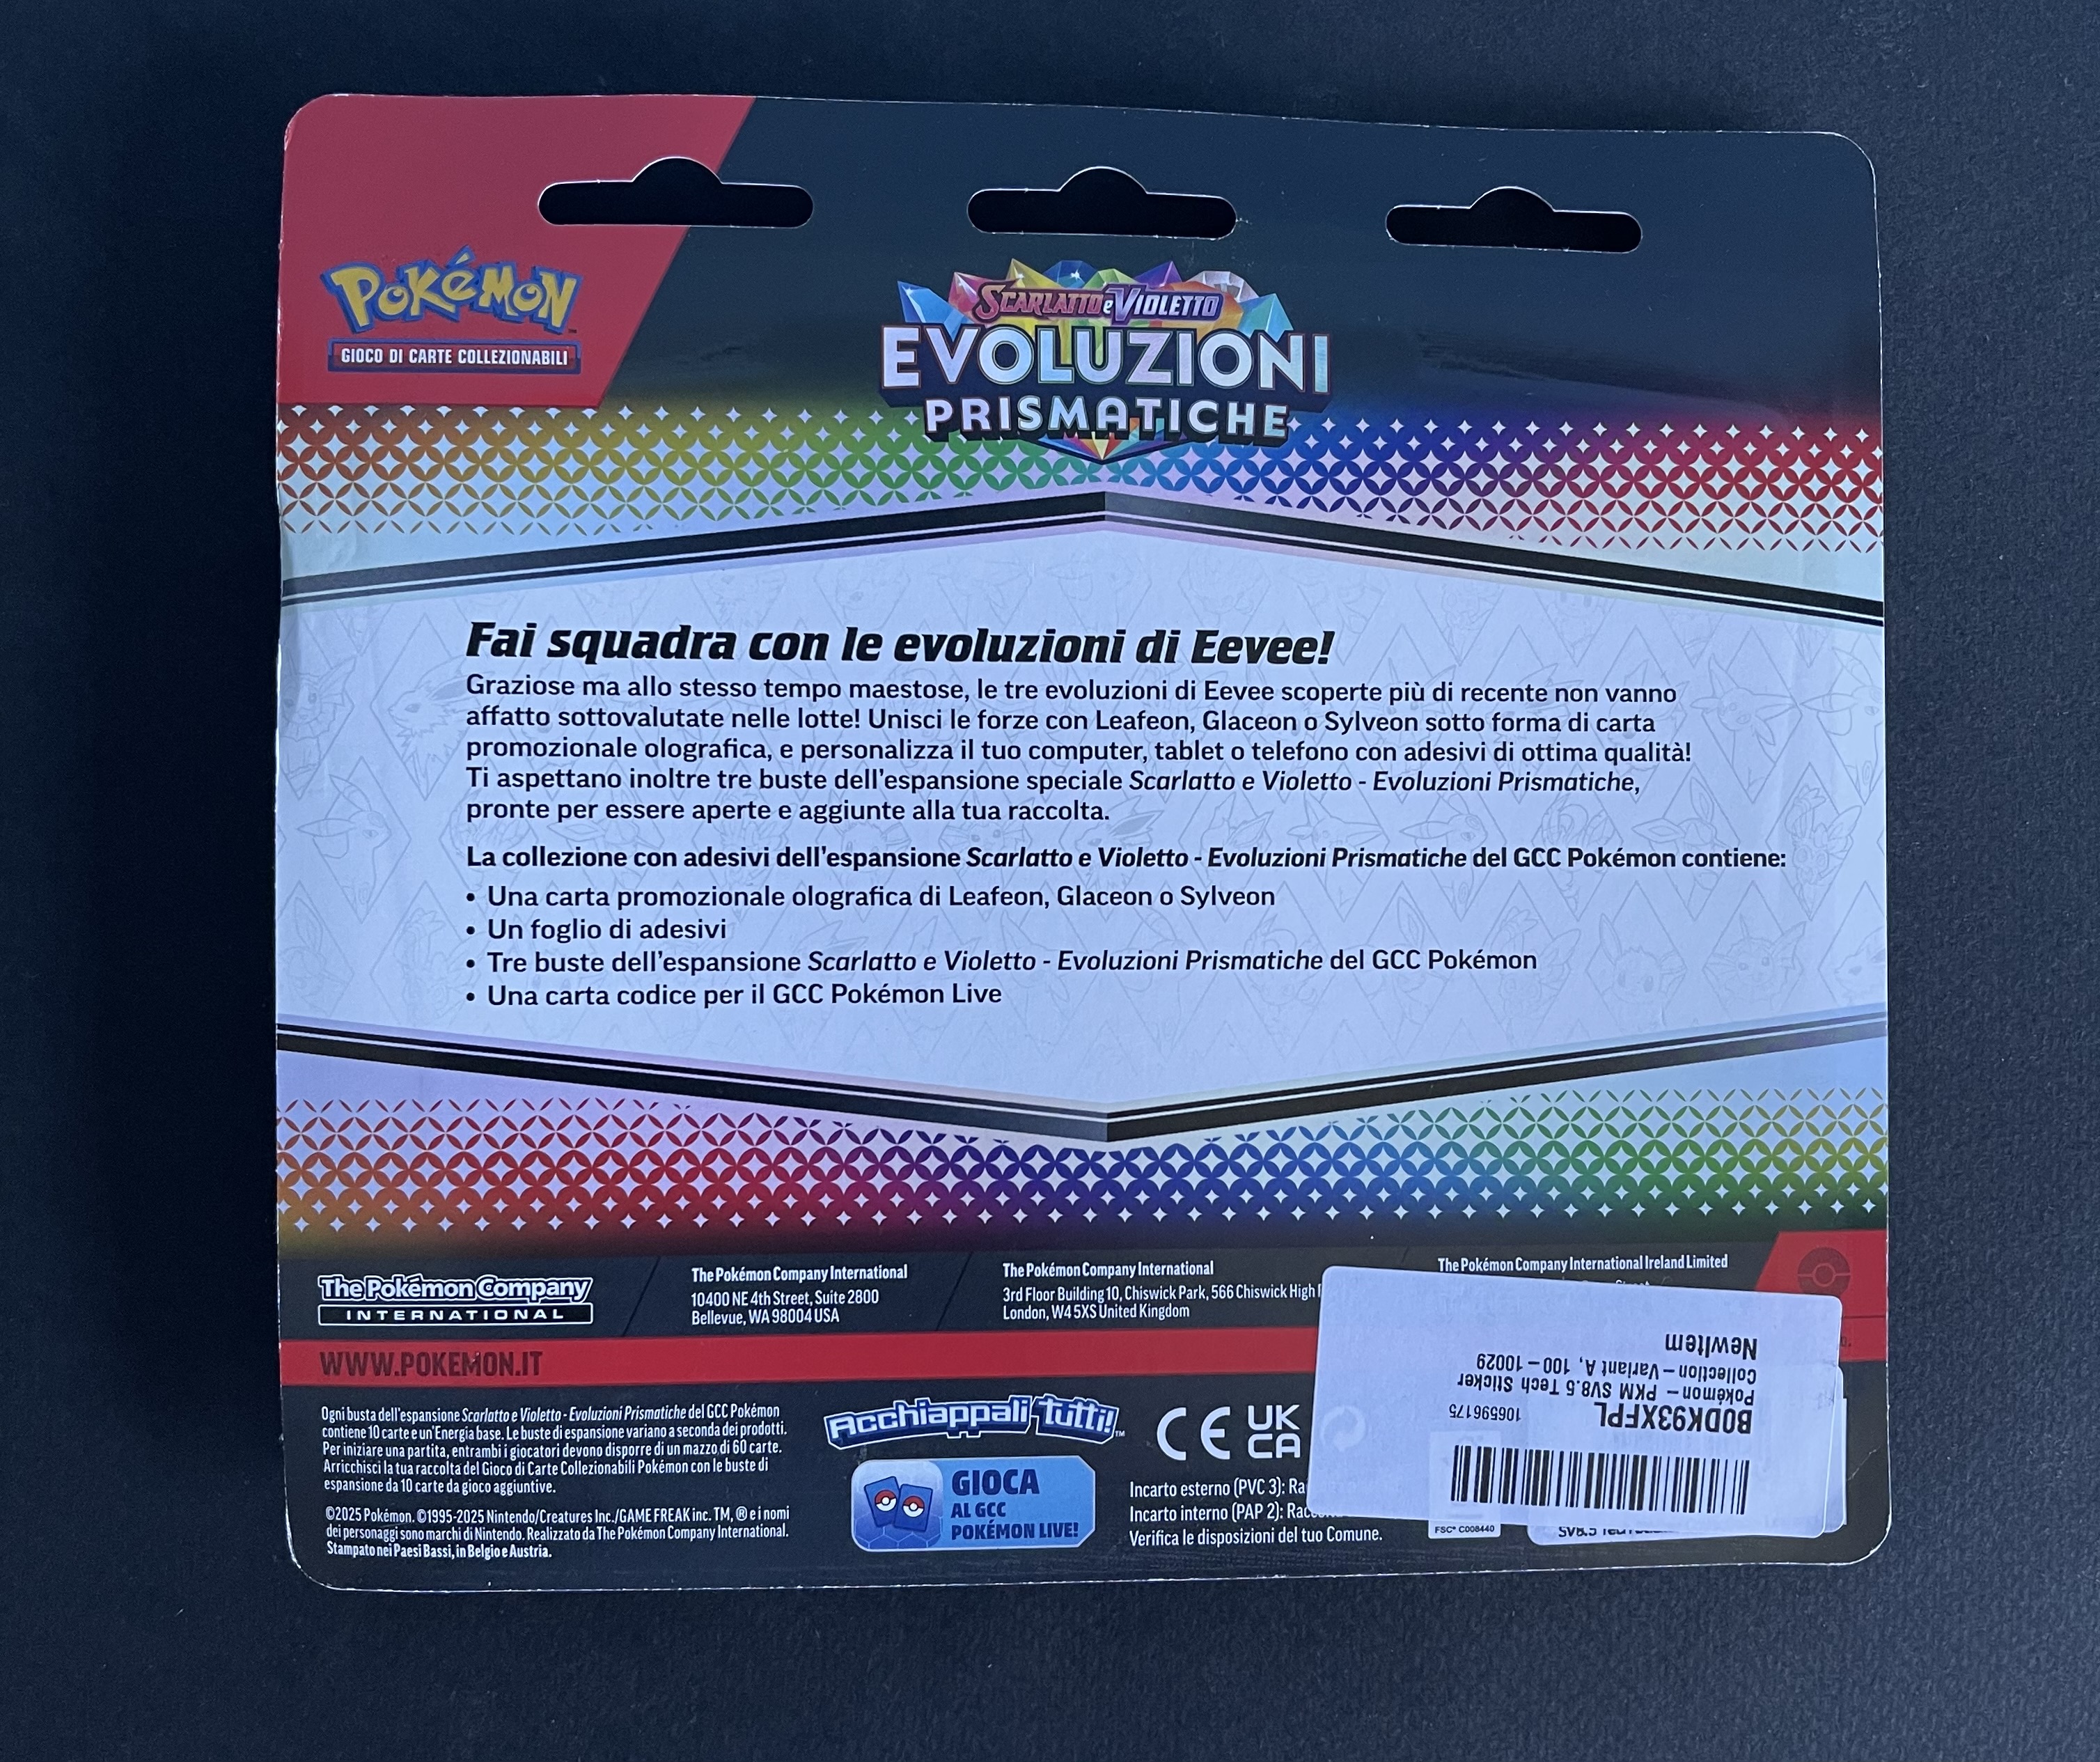 POKÉMON
GIOCO DI CARTE COLLEZIONABILI
SCARLATTO e VIOLETTO
EVOLUZIONI
PRISMATICHE
Fai squadra con le evoluzioni di Eevee!
Graziose ma allo stesso tempo maestose, le tre evoluzioni di Eevee scoperte più di recente non vanno
affatto sottovalutate nelle lotte! Unisci le forze con Leafeon, Glaceon o Sylveon sotto forma di carta
promozionale olografica, e personalizza il tuo computer, tablet o telefono con adesivi di ottima qualità!
Ti aspettano inoltre tre buste dell'espansione speciale Scarlatto e Violetto - Evoluzioni Prismatiche,
pronte per essere aperte e aggiunte alla tua raccolta.
La collezione con adesivi dell'espansione Scarlatto e Violetto - Evoluzioni Prismatiche del GCC Pokémon contiene:
• Una carta promozionale olografica di Leafeon, Glaceon o Sylveon
• Un foglio di adesivi
• Tre buste dell'espansione Scarlatto e Violetto - Evoluzioni Prismatiche del GCC Pokémon
• Una carta codice per il GCC Pokémon Live
The Pokémon Company
INTERNATIONAL
The Pokémon Company International
10400 NE 4th Street, Suite 2800
Bellevue, WA 98004 USA
The Pokémon Company International
3rd Floor Building 10, Chiswick Park, 566 Chiswick High
London, W4 5XS United Kingdom
The Pokémon Company International Ireland Limited
WWW.POKEMON.IT
Ogni busta dell'espansione Scarlatto e Violetto - Evoluzioni Prismatiche del GCC Pokémon
contiene 10 carte e un'Energia base. Le buste di espansione variano a seconda dei prodotti.
Per iniziare una partita, entrambi i giocatori devono disporre di un mazzo di 60 carte.
Arricchisci la tua raccolta del Gioco di Carte Collezionabili Pokémon con le buste di
espansione da 10 carte da gioco aggiuntive.
©2025 Pokémon. ©1995-2025 Nintendo/Creatures Inc./GAME FREAK inc. TM, ® e i nomi
dei personaggi sono marchi di Nintendo. Realizzato da The Pokémon Company International.
Stampato nei Paesi Bassi, in Belgio e Austria.
Acchiappali tutti!™
GIOCA
AL GCC
POKÉMON LIVE!
CE UK
CA
Incarto esterno (PVC 3):
Incarto interno (PAP 2):
Verifica le disposizioni del tuo Comune.
FSC® C008440
SV8.5
B0DK93XFPL
106596175
Pokémon – PKM SV8.5 Tech Sticker
Collection – Variant A, 100–10029
NewItem